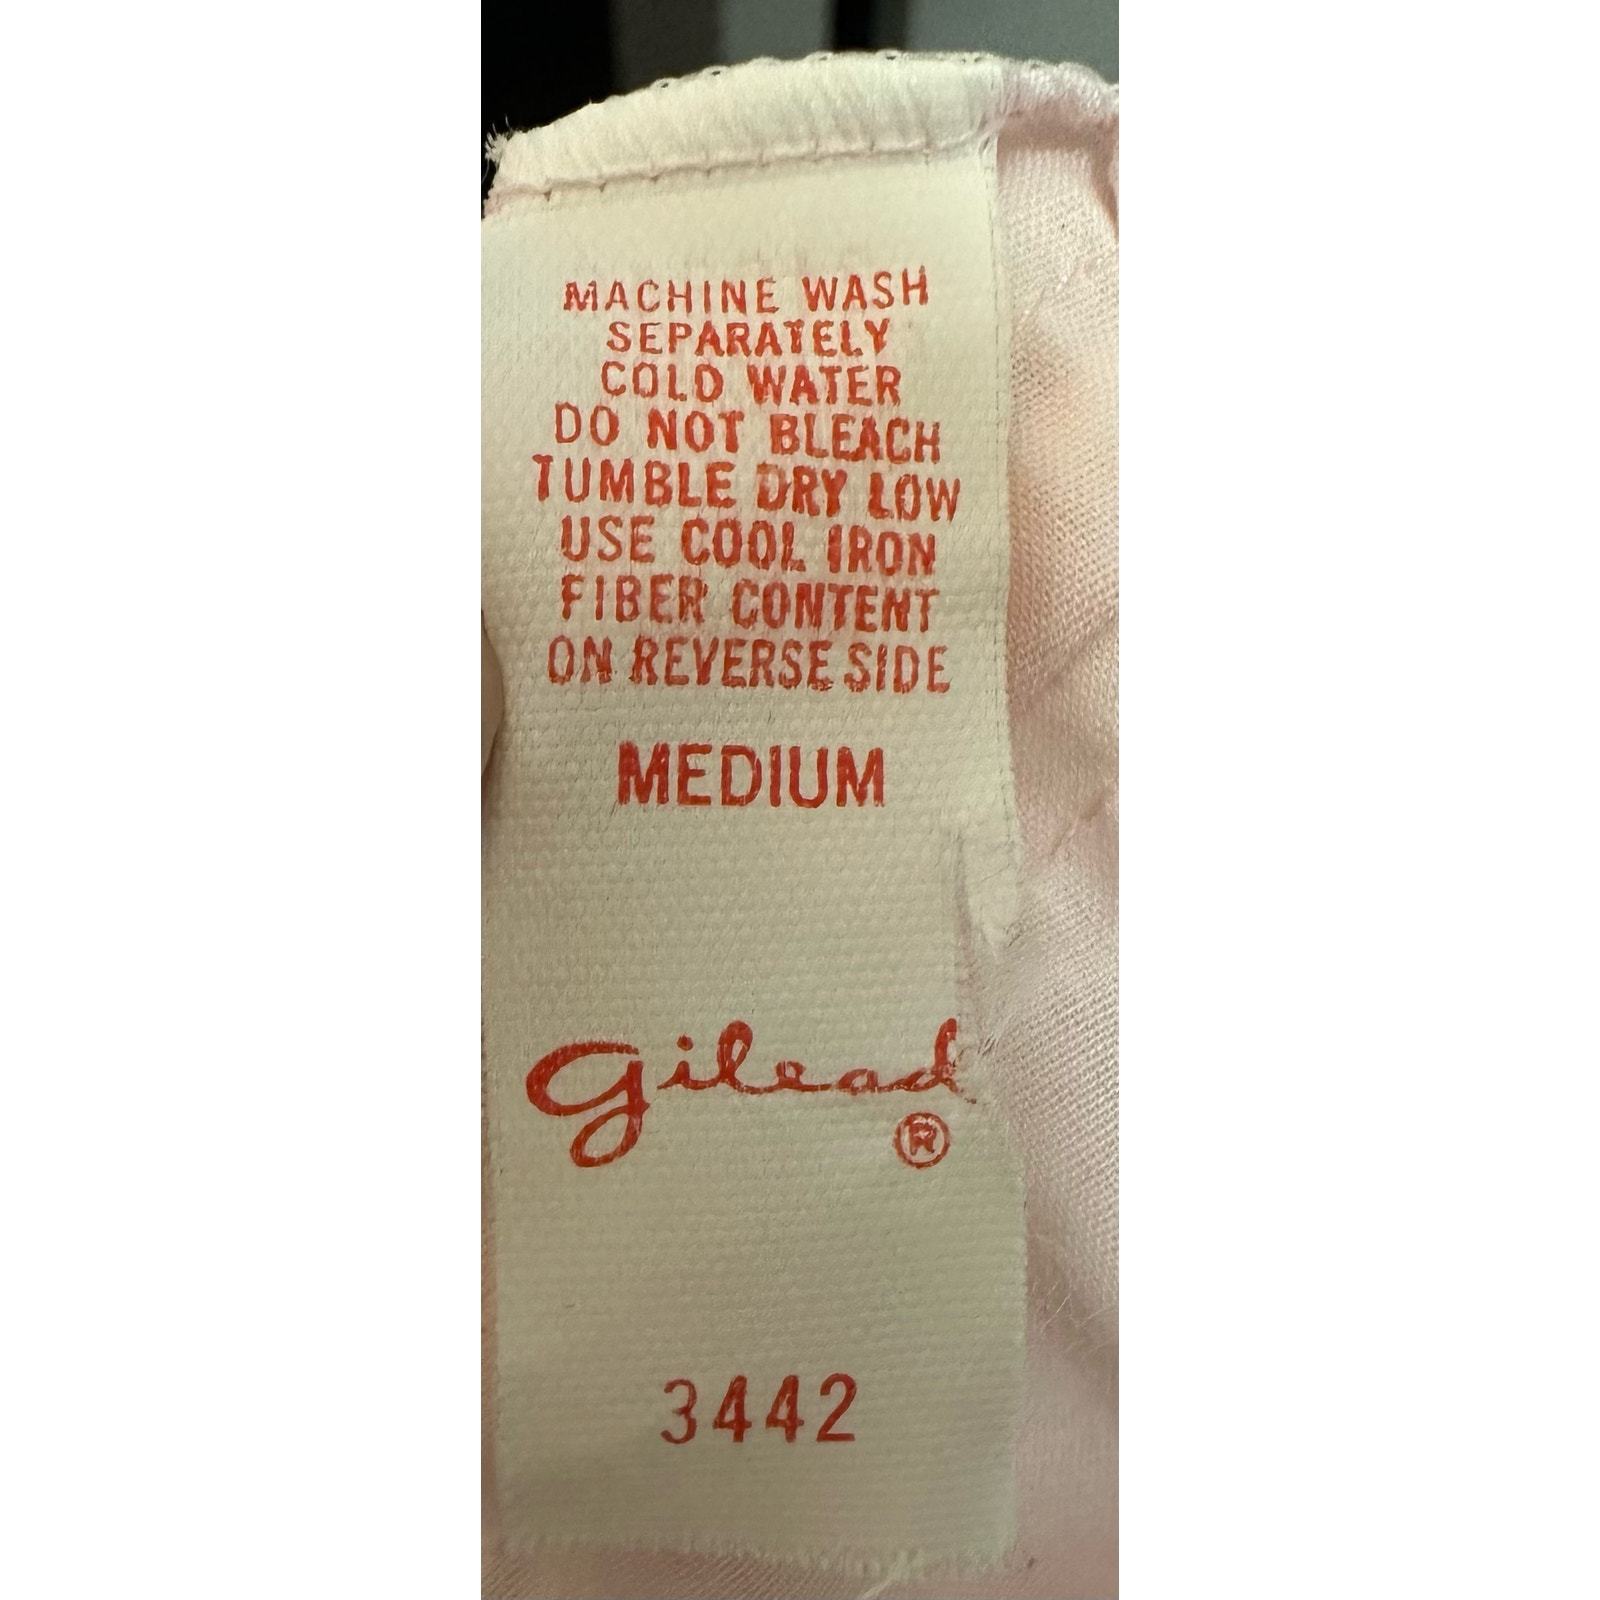 MACHINE WASH
SEPARATELY
COLD WATER
DO NOT BLEACH
TUMBLE DRY LOW
USE COOL IRON
FIBER CONTENT
ON REVERSE SIDE
MEDIUM
gilead
®
3442